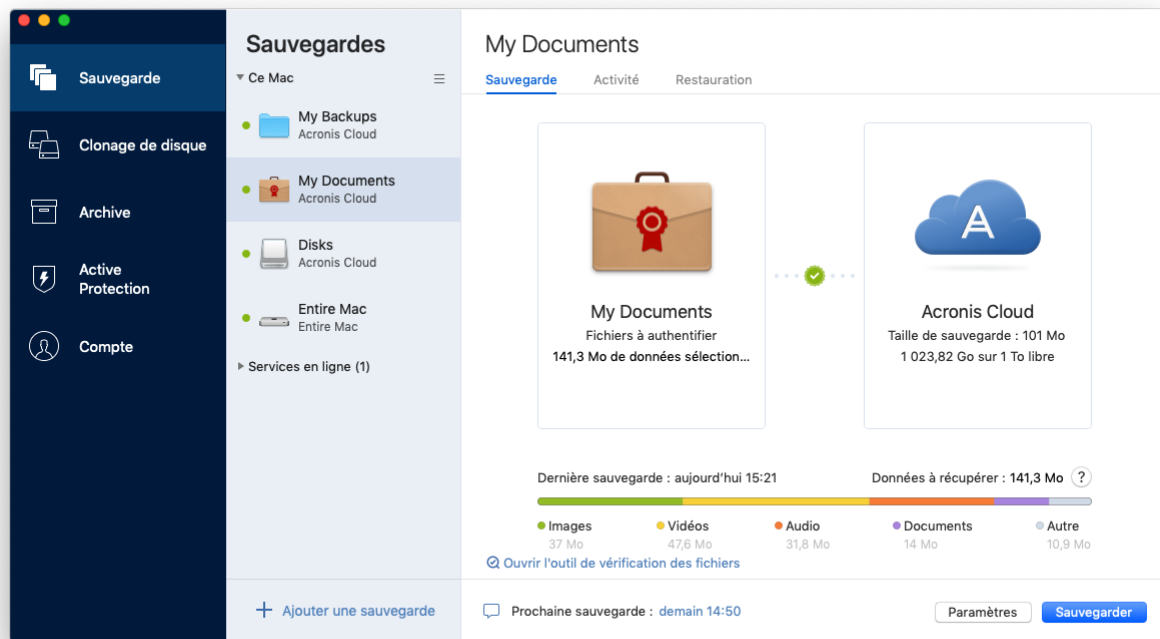 Sauvegarde
Clonage de disque
Archive
Active
Protection
Compte
Sauvegardes
Ce Mac
My Backups
Acronis Cloud
My Documents
Acronis Cloud
Disks
Acronis Cloud
Entire Mac
Entire Mac
Services en ligne (1)
Ajouter une sauvegarde
My Documents
Sauvegarde Activité Restauration
My Documents
Fichiers à authentifier
141,3 Mo de données sélection...
Acronis Cloud
Taille de sauvegarde : 101 Mo
1 023,82 Go sur 1 To libre
Dernière sauvegarde : aujourd'hui 15:21 Données à récupérer : 141,3 Mo ?
Images Vidéos Audio Documents Autre
37 Mo 47,6 Mo 31,8 Mo 14 Mo 10,9 Mo
Ouvrir l'outil de vérification des fichiers
Prochaine sauvegarde : demain 14:50 Paramètres Sauvegarder